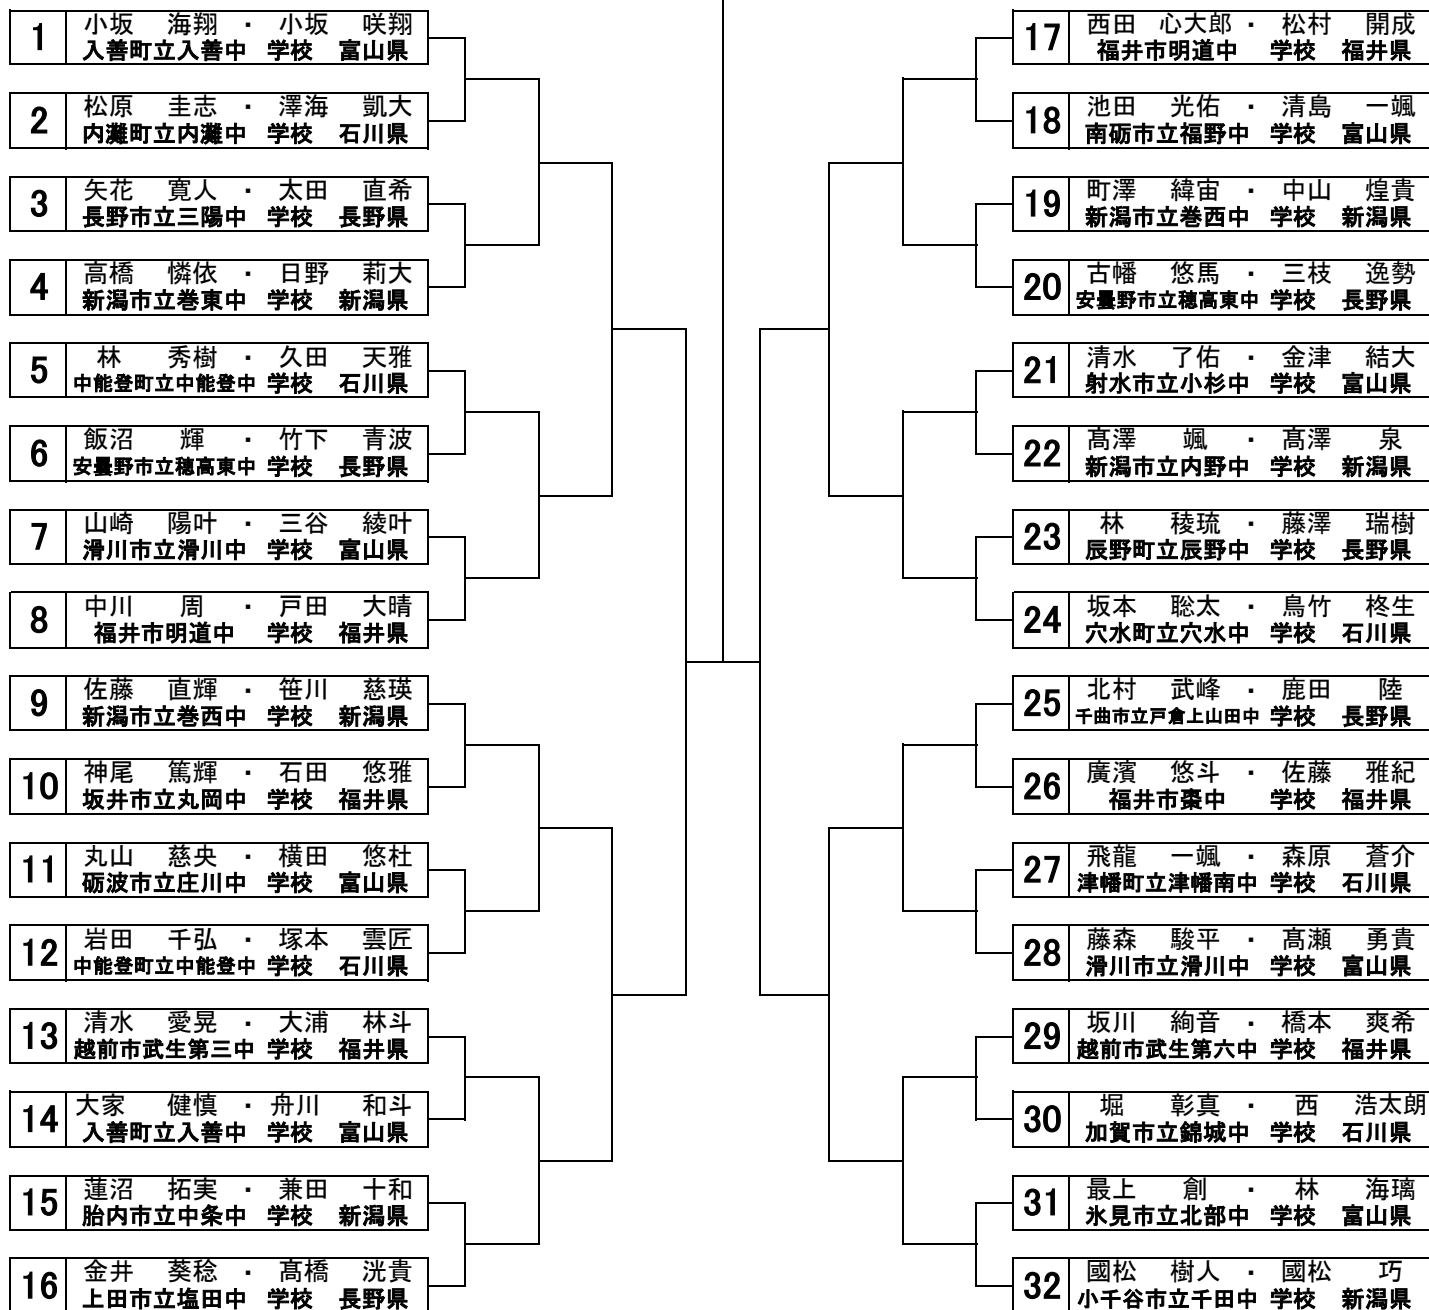 1 小坂 海翔 ・ 小坂 咲翔
入善町立入善中 学校 富山県
2 松原 圭志 ・ 澤海 凱大
内灘町立内灘中 学校 石川県
3 矢花 寛人 ・ 太田 直希
長野市立三陽中 学校 長野県
4 高橋 憐依 ・ 日野 莉大
新潟市立巻東中 学校 新潟県
5 林 秀樹 ・ 久田 天雅
中能登町立中能登中 学校 石川県
6 飯沼 輝 ・ 竹下 青波
安曇野市立穂高東中 学校 長野県
7 山崎 陽叶 ・ 三谷 綾叶
滑川市立滑川中 学校 富山県
8 中川 周 ・ 戸田 大晴
福井市明道中 学校 福井県
9 佐藤 直輝 ・ 笹川 慈瑛
新潟市立巻西中 学校 新潟県
10 神尾 篤輝 ・ 石田 悠雅
坂井市立丸岡中 学校 福井県
11 丸山 慈央 ・ 横田 悠杜
砺波市立庄川中 学校 富山県
12 岩田 千弘 ・ 塚本 雲匠
中能登町立中能登中 学校 石川県
13 清水 愛晃 ・ 大浦 林斗
越前市武生第三中 学校 福井県
14 大家 健慎 ・ 舟川 和斗
入善町立入善中 学校 富山県
15 蓮沼 拓実 ・ 兼田 十和
胎内市立中条中 学校 新潟県
16 金井 葵稔 ・ 髙橋 洸貴
上田市立塩田中 学校 長野県
17 西田 心大郎 ・ 松村 開成
福井市明道中 学校 福井県
18 池田 光佑 ・ 清島 一颯
南砺市立福野中 学校 富山県
19 町澤 緯宙 ・ 中山 煌貴
新潟市立巻西中 学校 新潟県
20 古幡 悠馬 ・ 三枝 逸勢
安曇野市立穂高東中 学校 長野県
21 清水 了佑 ・ 金津 結大
射水市立小杉中 学校 富山県
22 髙澤 颯 ・ 髙澤 泉
新潟市立内野中 学校 新潟県
23 林 稜琉 ・ 藤澤 瑞樹
辰野町立辰野中 学校 長野県
24 坂本 聡太 ・ 鳥竹 柊生
穴水町立穴水中 学校 石川県
25 北村 武峰 ・ 鹿田 陸
千曲市立戸倉上山田中 学校 長野県
26 廣濱 悠斗 ・ 佐藤 雅紀
福井市棗中 学校 福井県
27 飛龍 一颯 ・ 森原 蒼介
津幡町立津幡南中 学校 石川県
28 藤森 駿平 ・ 髙瀬 勇貴
滑川市立滑川中 学校 富山県
29 坂川 絢音 ・ 橋本 爽希
越前市武生第六中 学校 福井県
30 堀 彰真 ・ 西 浩太朗
加賀市立錦城中 学校 石川県
31 最上 創 ・ 林 海璃
氷見市立北部中 学校 富山県
32 國松 樹人 ・ 國松 巧
小千谷市立千田中 学校 新潟県